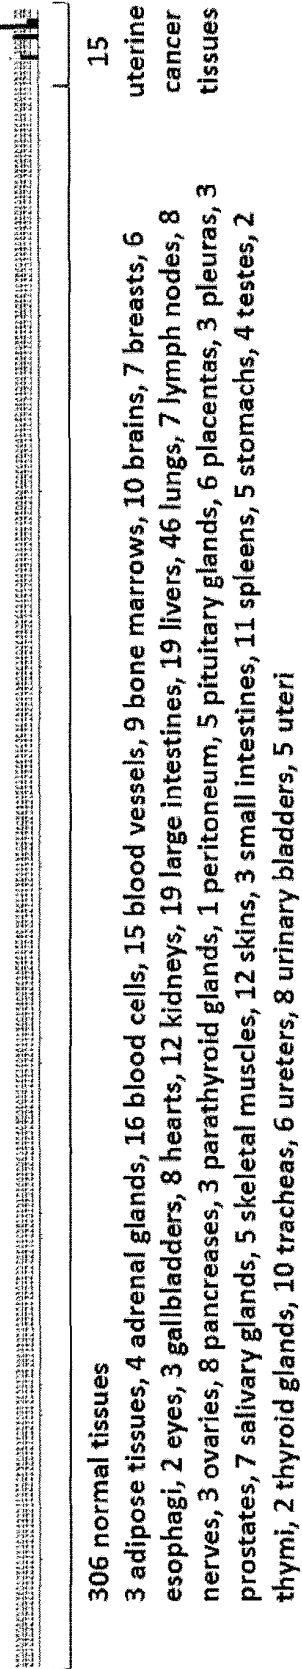 306 normal tissues
3 adipose tissues, 4 adrenal glands, 16 blood cells, 15 blood vessels, 9 bone marrows, 10 brains, 7 breasts, 6
esophagi, 2 eyes, 3 gallbladders, 8 hearts, 12 kidneys, 19 large intestines, 19 livers, 46 lungs, 7 lymph nodes, 8
nerves, 3 ovaries, 8 pancreases, 3 parathyroid glands, 1 peritoneum, 5 pituitary glands, 6 placentas, 3 pleuras, 3
prostates, 7 salivary glands, 5 skeletal muscles, 12 skins, 3 small intestines, 11 spleens, 5 stomachs, 4 testes, 2
thymi, 2 thyroid glands, 10 tracheas, 6 ureters, 8 urinary bladders, 5 uteri
15
uterine
cancer
tissues